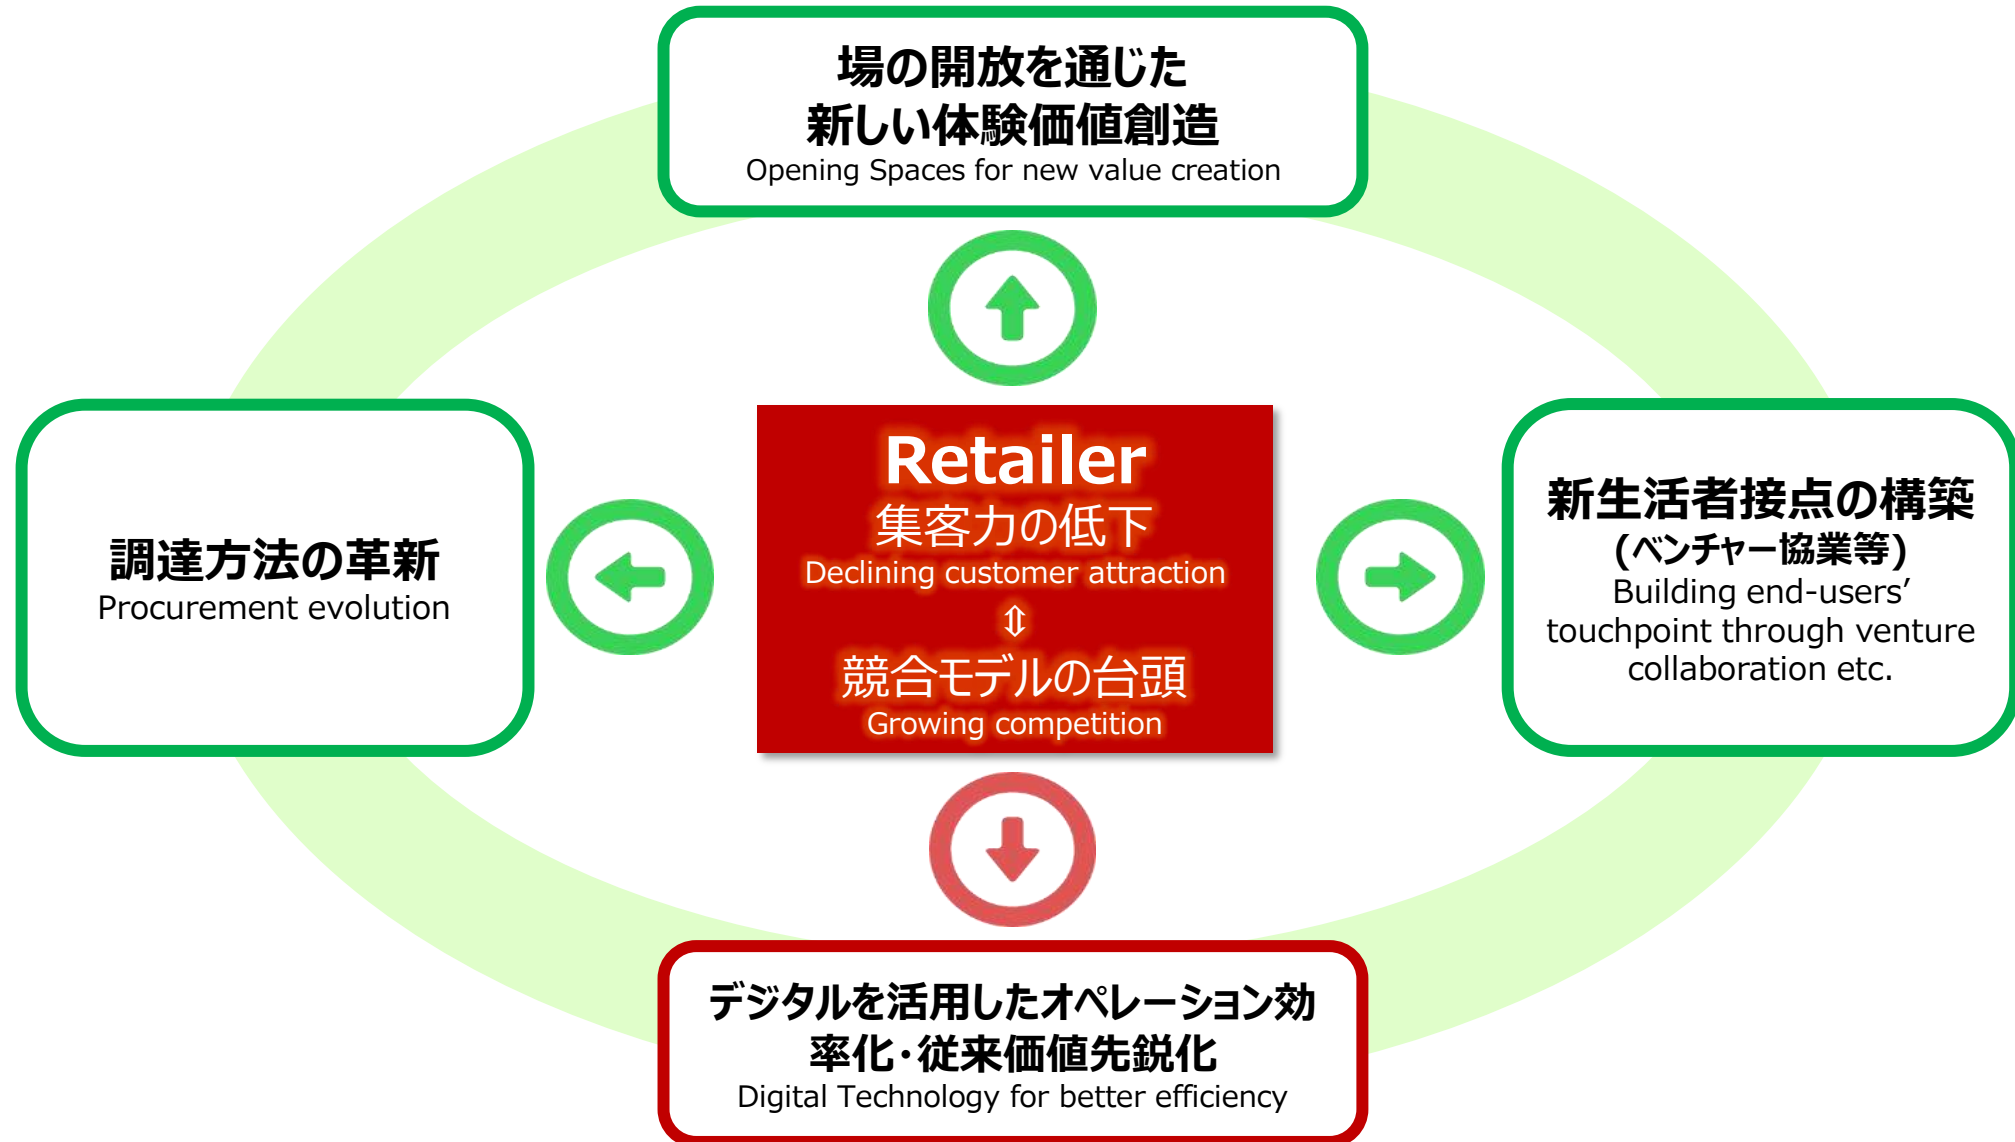 場の開放を通じた
新しい体験価値創造
Opening Spaces for new value creation
調達方法の革新
Procurement evolution
Retailer
集客力の低下
Declining customer attraction
⇕
競合モデルの台頭
Growing competition
新生活者接点の構築
(ベンチャー協業等)
Building end-users’
touchpoint through venture
collaboration etc.
デジタルを活用したオペレーション効
率化・従来価値先鋭化
Digital Technology for better efficiency